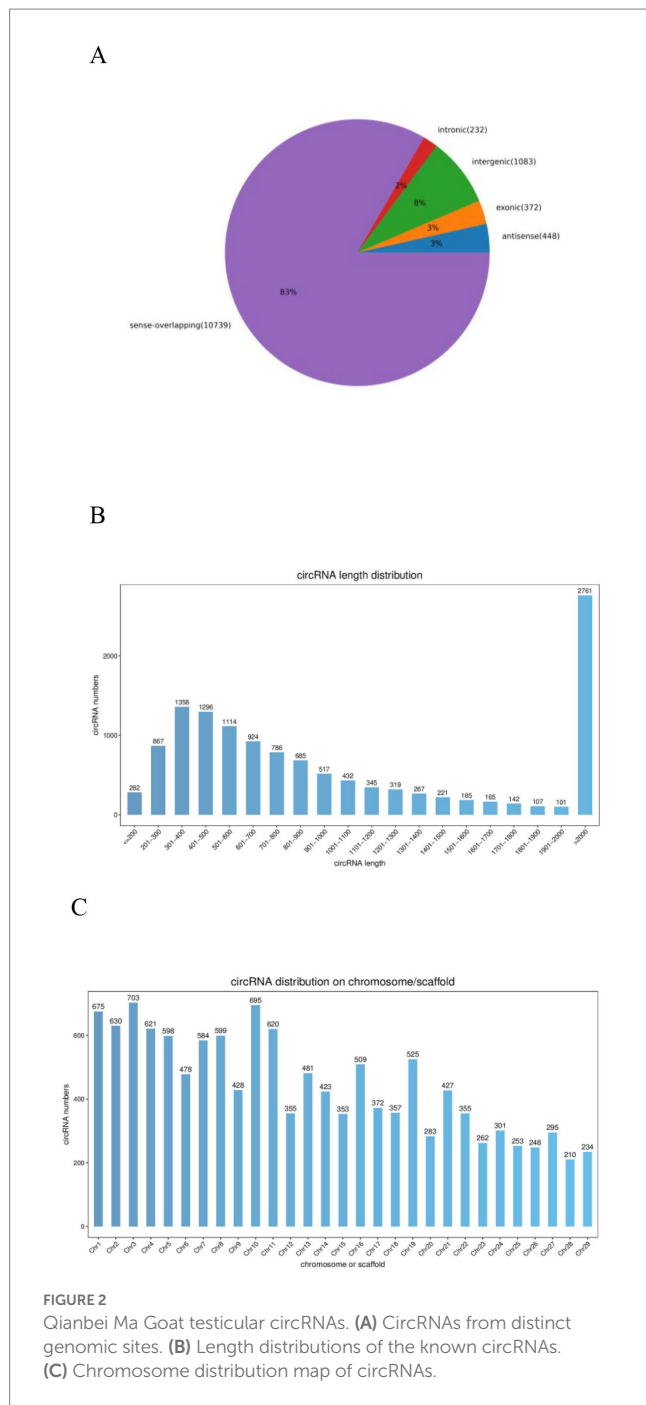 A
intronic(232)
intergenic(1083)
2%
8%
exonic(372)
3%
antisense(448)
3%
83%
sense-overlapping(10739)
B
circRNA length distribution
2761
2000
circRNA numbers
1358
1296
1114
1000
924
867
786
685
517
432
345
319
282
267
221
185
165
142
107
101
0
<=200
201~300
301~400
401~500
501~600
601~700
701~800
801~900
901~1000
1001~1100
1101~1200
1201~1300
1301~1400
1401~1500
1501~1600
1601~1700
1701~1800
1801~1900
1901~2000
>2000
circRNA length
C
circRNA distribution on chromosome/scaffold
675
630
703
621
598
478
584
599
428
695
620
355
481
423
353
509
372
357
525
283
427
355
262
301
253
248
295
210
234
600
400
200
0
circRNA numbers
Chr1
Chr2
Chr3
Chr4
Chr5
Chr6
Chr7
Chr8
Chr9
Chr10
Chr11
Chr12
Chr13
Chr14
Chr15
Chr16
Chr17
Chr18
Chr19
Chr20
Chr21
Chr22
Chr23
Chr24
Chr25
Chr26
Chr27
Chr28
Chr29
chromosome or scaffold
FIGURE 2
Qianbei Ma Goat testicular circRNAs. (A) CircRNAs from distinct
genomic sites. (B) Length distributions of the known circRNAs.
(C) Chromosome distribution map of circRNAs.